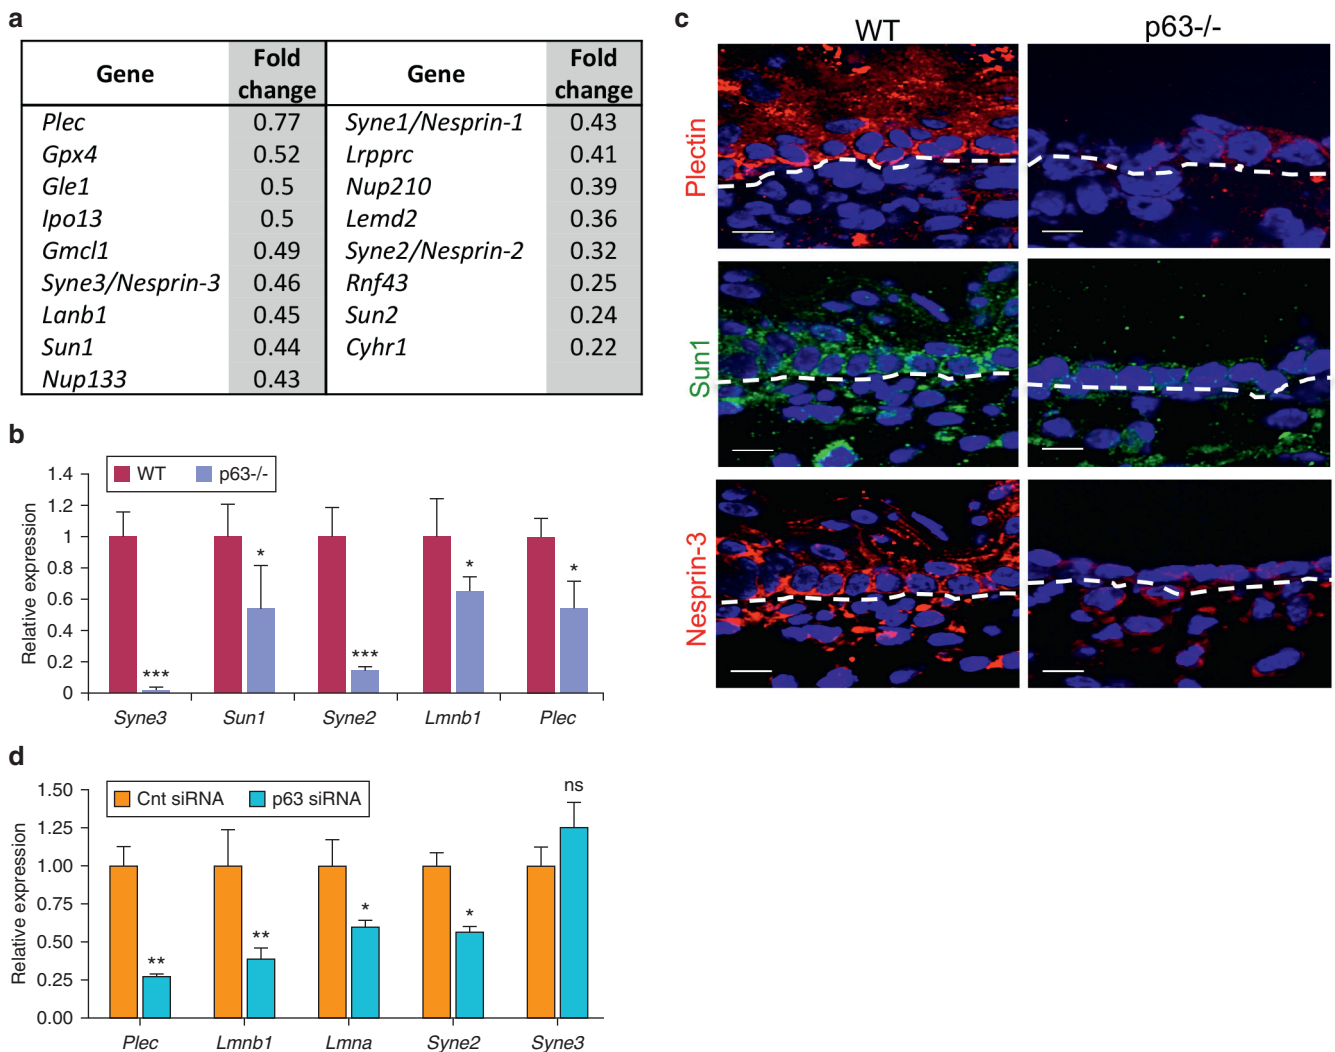 a
Gene Fold change Gene Fold change
Plec 0.77 Syne1/Nesprin-1 0.43
Gpx4 0.52 Lrpprc 0.41
Gle1 0.5 Nup210 0.39
Ipo13 0.5 Lemd2 0.36
Gmcl1 0.49 Syne2/Nesprin-2 0.32
Syne3/Nesprin-3 0.46 Rnf43 0.25
Lanb1 0.45 Sun2 0.24
Sun1 0.44 Cyhr1 0.22
Nup133 0.43
b
WT p63-/-
Relative expression
1.4
1.2
1
0.8
0.6
0.4
0.2
0
***
*
***
*
*
Syne3 Sun1 Syne2 Lmnb1 Plec
c
WT p63-/-
Plectin
Sun1
Nesprin-3
d
Cnt siRNA p63 siRNA
Relative expression
1.50
1.25
1.00
0.75
0.50
0.25
0.00
**
**
*
*
ns
Plec Lmnb1 Lmna Syne2 Syne3